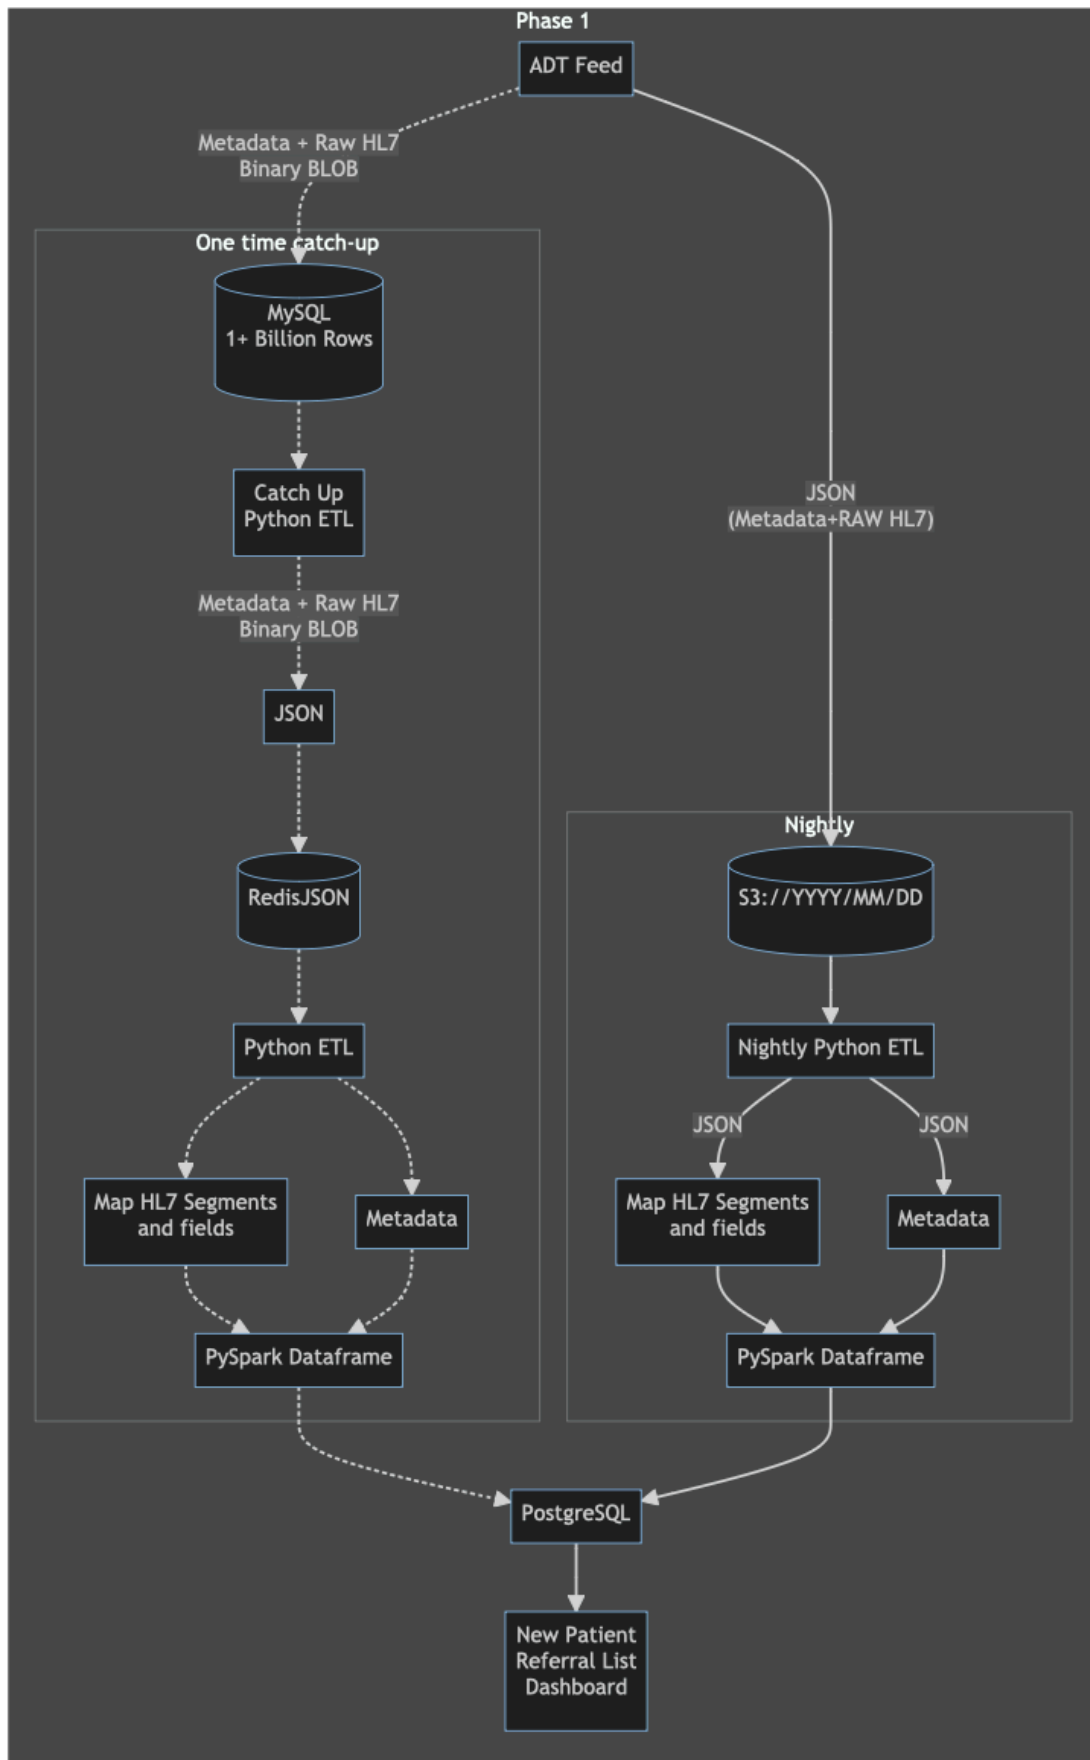 Phase 1
ADT Feed
Metadata + Raw HL7
Binary BLOB
One time catch-up
MySQL
1+ Billion Rows
Catch Up
Python ETL
Metadata + Raw HL7
Binary BLOB
JSON
RedisJSON
Python ETL
Map HL7 Segments
and fields
Metadata
PySpark Dataframe
JSON
(Metadata+RAW HL7)
Nightly
S3://YYYY/MM/DD
Nightly Python ETL
JSON
JSON
Map HL7 Segments
and fields
Metadata
PySpark Dataframe
PostgreSQL
New Patient
Referral List
Dashboard